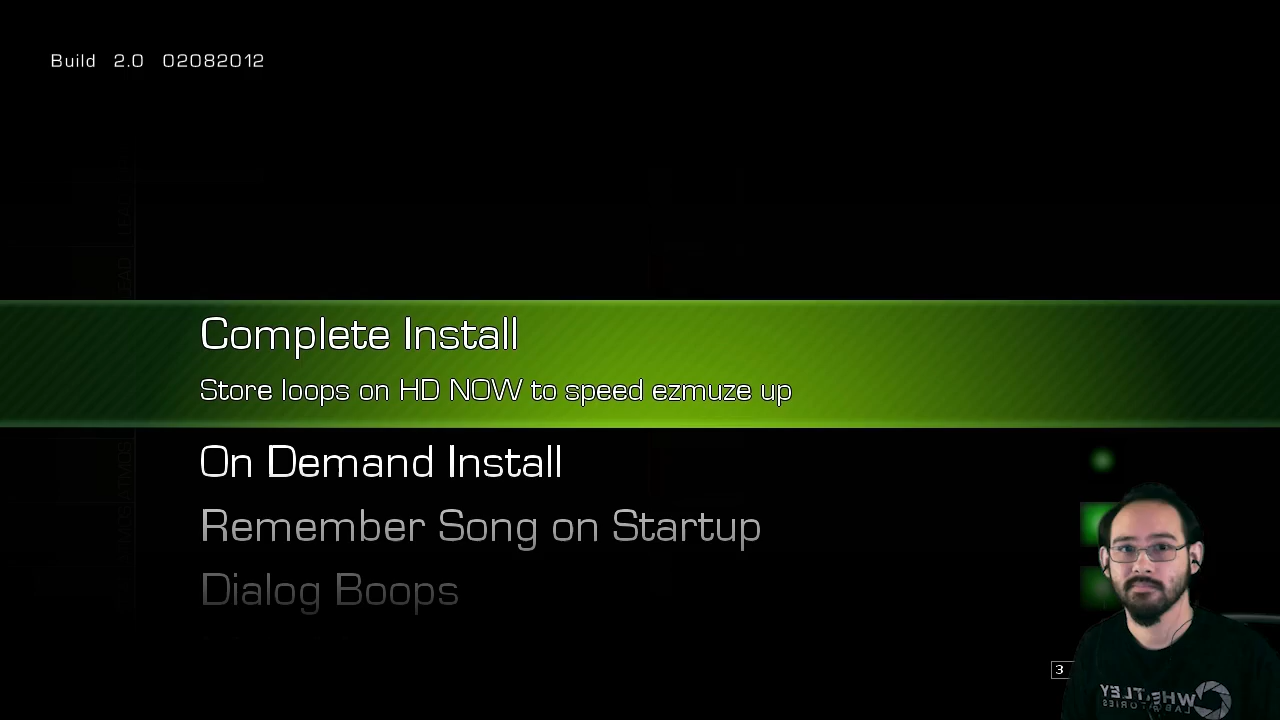 Build 2.0 02082012
Complete Install
Store loops on HD NOW to speed ezmuze up
On Demand Install
Remember Song on Startup
Dialog Boops
3
WHEATLEY
LABORATORIES